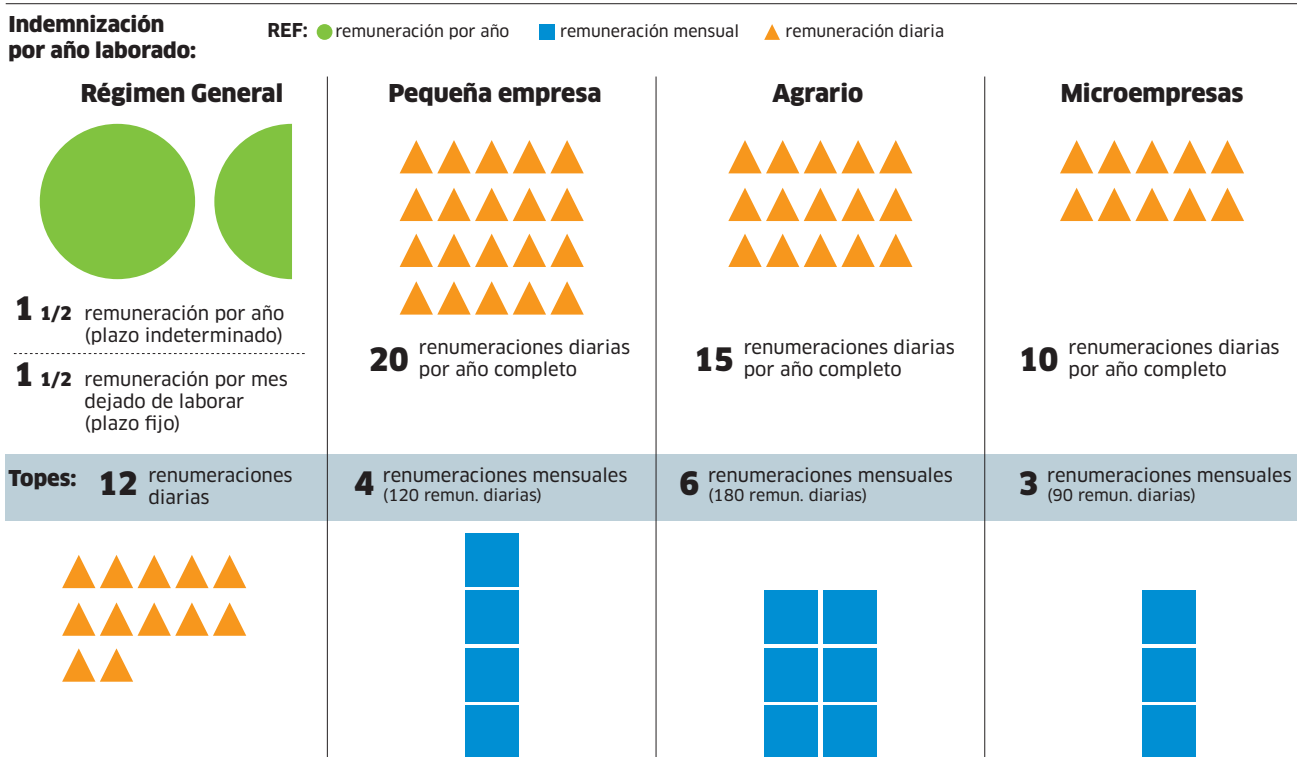 Indemnización
por año laborado:
REF: remuneración por año remuneración mensual remuneración diaria
Régimen General
1 1/2 remuneración por año
(plazo indeterminado)
1 1/2 remuneración por mes
dejado de laborar
(plazo fijo)
Pequeña empresa
20 renumeraciones diarias
por año completo
Agrario
15 renumeraciones diarias
por año completo
Microempresas
10 renumeraciones diarias
por año completo
Topes: 12 renumeraciones
diarias
4 renumeraciones mensuales
(120 remun. diarias)
6 renumeraciones mensuales
(180 remun. diarias)
3 renumeraciones mensuales
(90 remun. diarias)